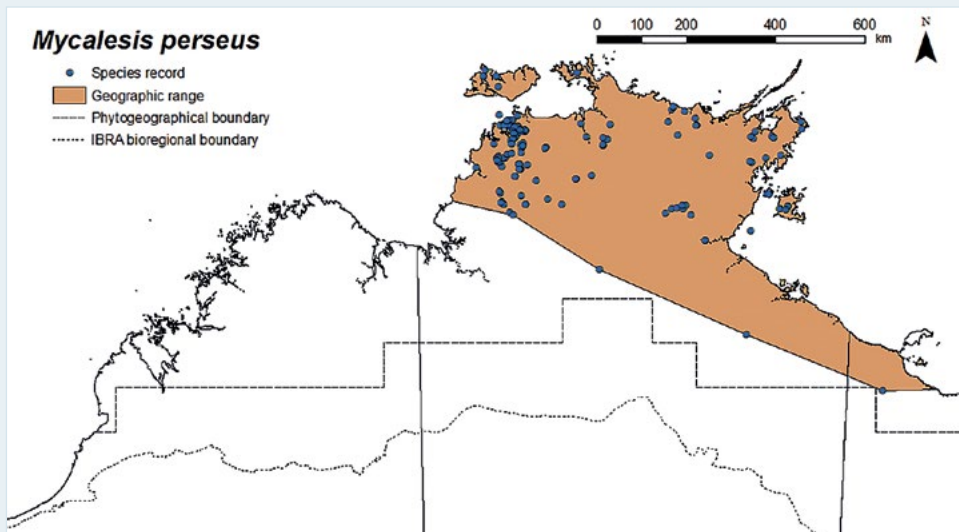 Mycalesis perseus
Species record
Geographic range
Phytogeographical boundary
IBRA bioregional boundary
0 100 200 400 600
km
N